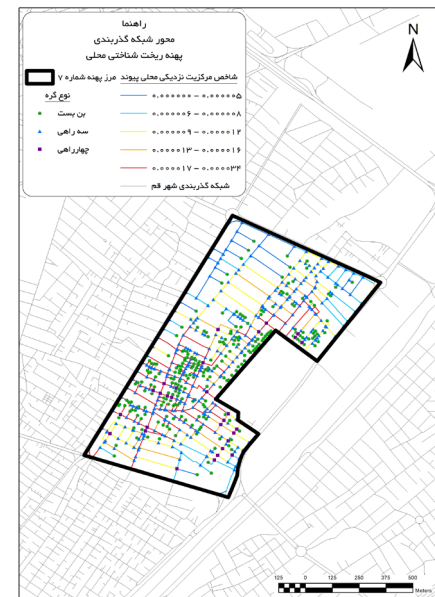 راهنما
محور شبکه گذربندی
پهنه ریخت شناختی محلی
شاخص مرکزیت نزدیکی محلی پیوند
مرز پهنه شماره ۷
۰.۰۰۰۰۰۰ - ۰.۰۰۰۰۰۵
۰.۰۰۰۰۰۶ - ۰.۰۰۰۰۰۸
۰.۰۰۰۰۰۹ - ۰.۰۰۰۰۱۲
۰.۰۰۰۰۱۳ - ۰.۰۰۰۰۱۶
۰.۰۰۰۰۱۷ - ۰.۰۰۰۰۳۴
شبکه گذربندی شهر قم
نوع گره
بن بست
سه راهی
چهارراهی
N
125 0 125 250 375 500
Meters